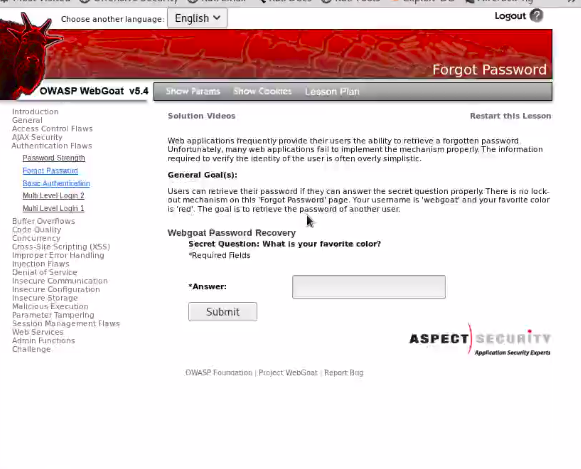 Choose another language: English
Logout ?
Forgot Password
OWASP WebGoat v5.4
Show Params Show Cookies Lesson Plan
Introduction
General
Access Control Flaws
AJAX Security
Authentication Flaws
Password Strength
Forgot Password
Basic Authentication
Multi Level Login 2
Multi Level Login 1
Buffer Overflows
Code Quality
Concurrency
Cross-Site Scripting (XSS)
Improper Error Handling
Injection Flaws
Denial of Service
Insecure Communication
Insecure Configuration
Insecure Storage
Malicious Execution
Parameter Tampering
Session Management Flaws
Web Services
Admin Functions
Challenge
Solution Videos
Restart this Lesson
Web applications frequently provide their users the ability to retrieve a forgotten password.
Unfortunately, many web applications fail to implement the mechanism properly. The information
required to verify the identity of the user is often overly simplistic.
General Goal(s):
Users can retrieve their password if they can answer the secret question properly. There is no lock-
out mechanism on this 'Forgot Password' page. Your username is 'webgoat' and your favorite color
is 'red'. The goal is to retrieve the password of another user.
Webgoat Password Recovery
Secret Question: What is your favorite color?
*Required Fields
*Answer:
Submit
ASPECT SECURITY
Application Security Experts
OWASP Foundation | Project WebGoat | Report Bug